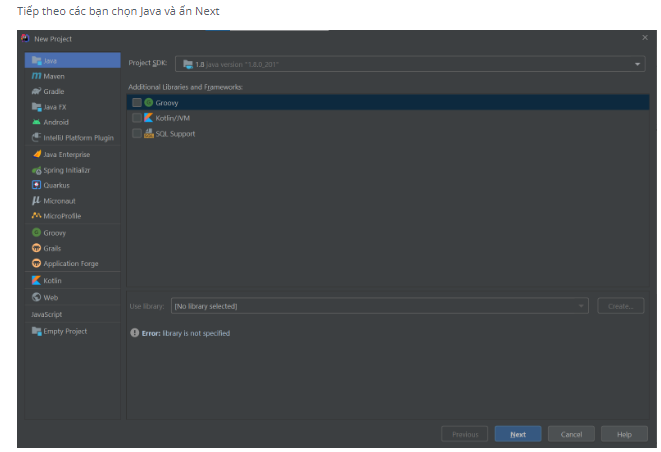 Tiếp theo các bạn chọn Java và ấn Next
New Project
Java
Maven
Gradle
Java FX
Android
IntelliJ Platform Plugin
Java Enterprise
Spring Initializr
Quarkus
Micronaut
MicroProfile
Groovy
Grails
Application Forge
Kotlin
Web
JavaScript
Empty Project
Project SDK: 1.8 java version "1.8.0_201"
Additional Libraries and Frameworks:
Groovy
Kotlin/JVM
SQL Support
Use library: [No library selected] Create...
Error: library is not specified
Previous Next Cancel Help